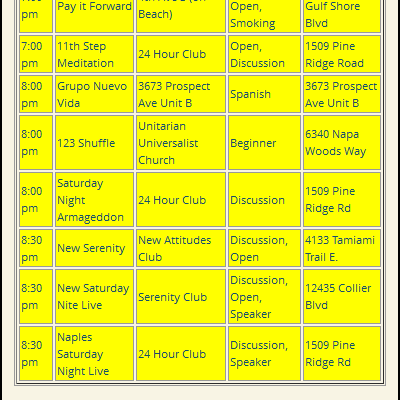 pm
Pay it Forward
Beach)
Open,
Smoking
Gulf Shore
Blvd
7:00
pm
11th Step
Meditation
24 Hour Club
Open,
Discussion
1509 Pine
Ridge Road
8:00
pm
Grupo Nuevo
Vida
3673 Prospect
Ave Unit B
Spanish
3673 Prospect
Ave Unit B
8:00
pm
123 Shuffle
Unitarian
Universalist
Church
Beginner
6340 Napa
Woods Way
8:00
pm
Saturday
Night
Armageddon
24 Hour Club
Discussion
1509 Pine
Ridge Rd
8:30
pm
New Serenity
New Attitudes
Club
Discussion,
Open
4133 Tamiami
Trail E.
8:30
pm
New Saturday
Nite Live
Serenity Club
Discussion,
Open,
Speaker
12435 Collier
Blvd
8:30
pm
Naples
Saturday
Night Live
24 Hour Club
Discussion,
Speaker
1509 Pine
Ridge Rd